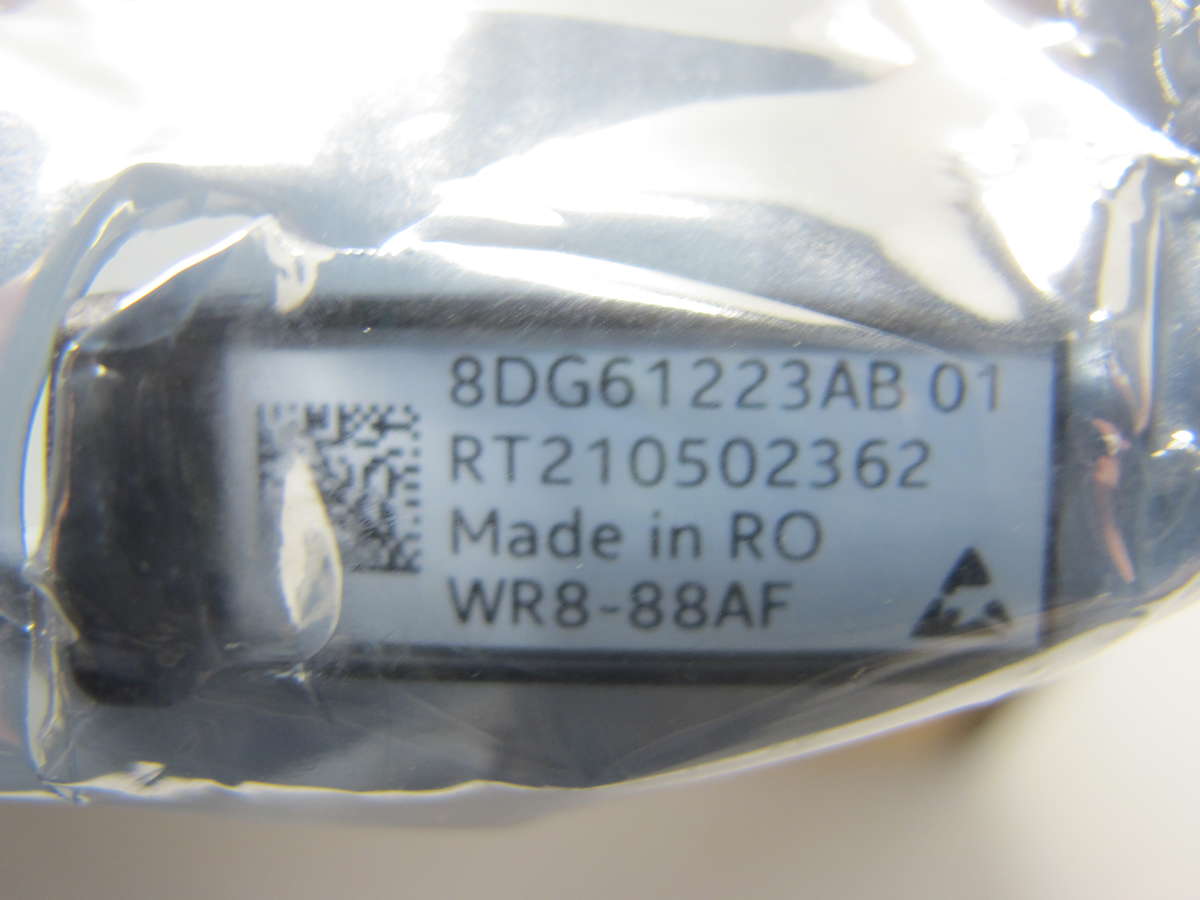 8DG61223AB 01
RT210502362
Made in RO
WR8-88AF